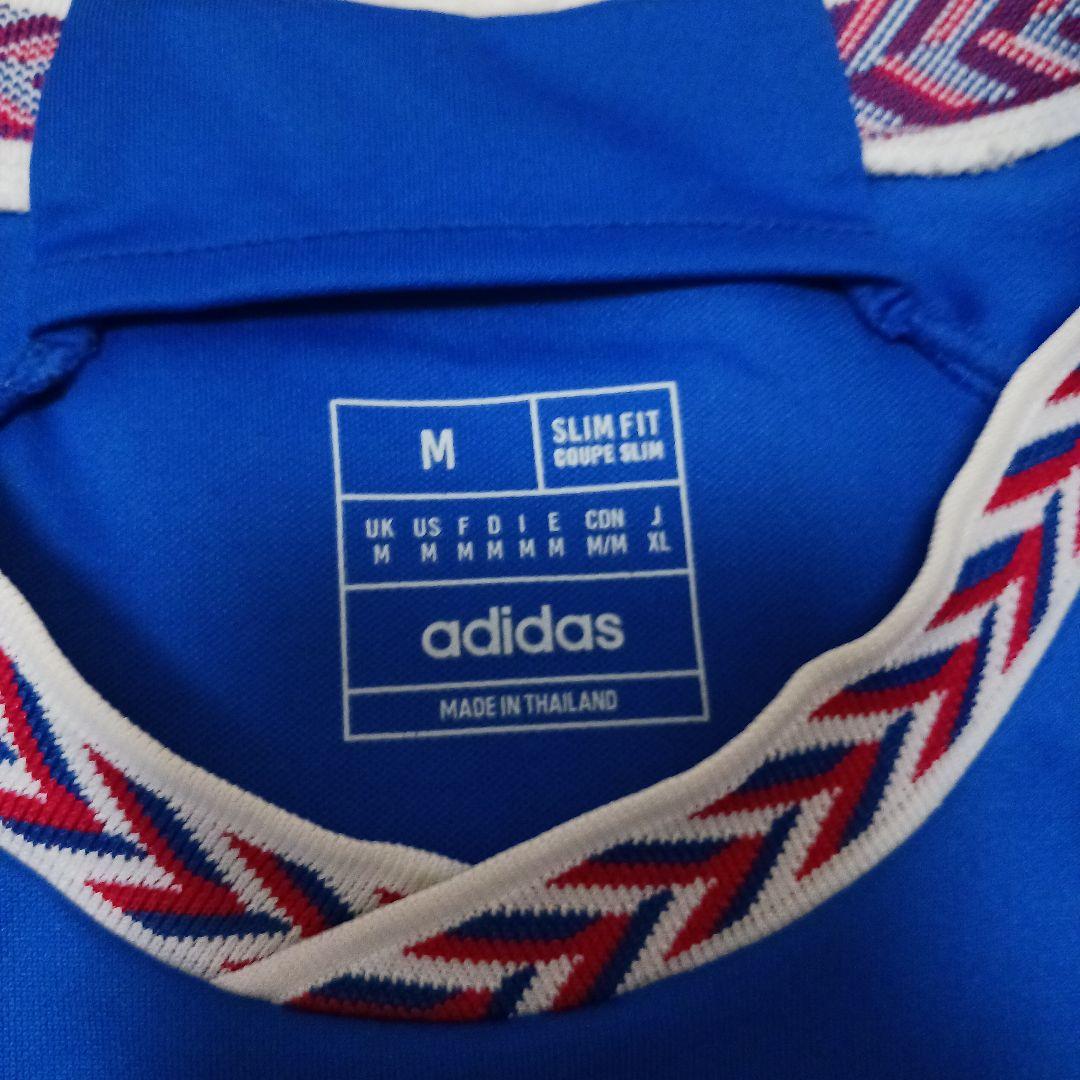 M
SLIM FIT
COUPE SLIM
UK US F D I E CDN J
M M M M M M M/M XL
adidas
MADE IN THAILAND